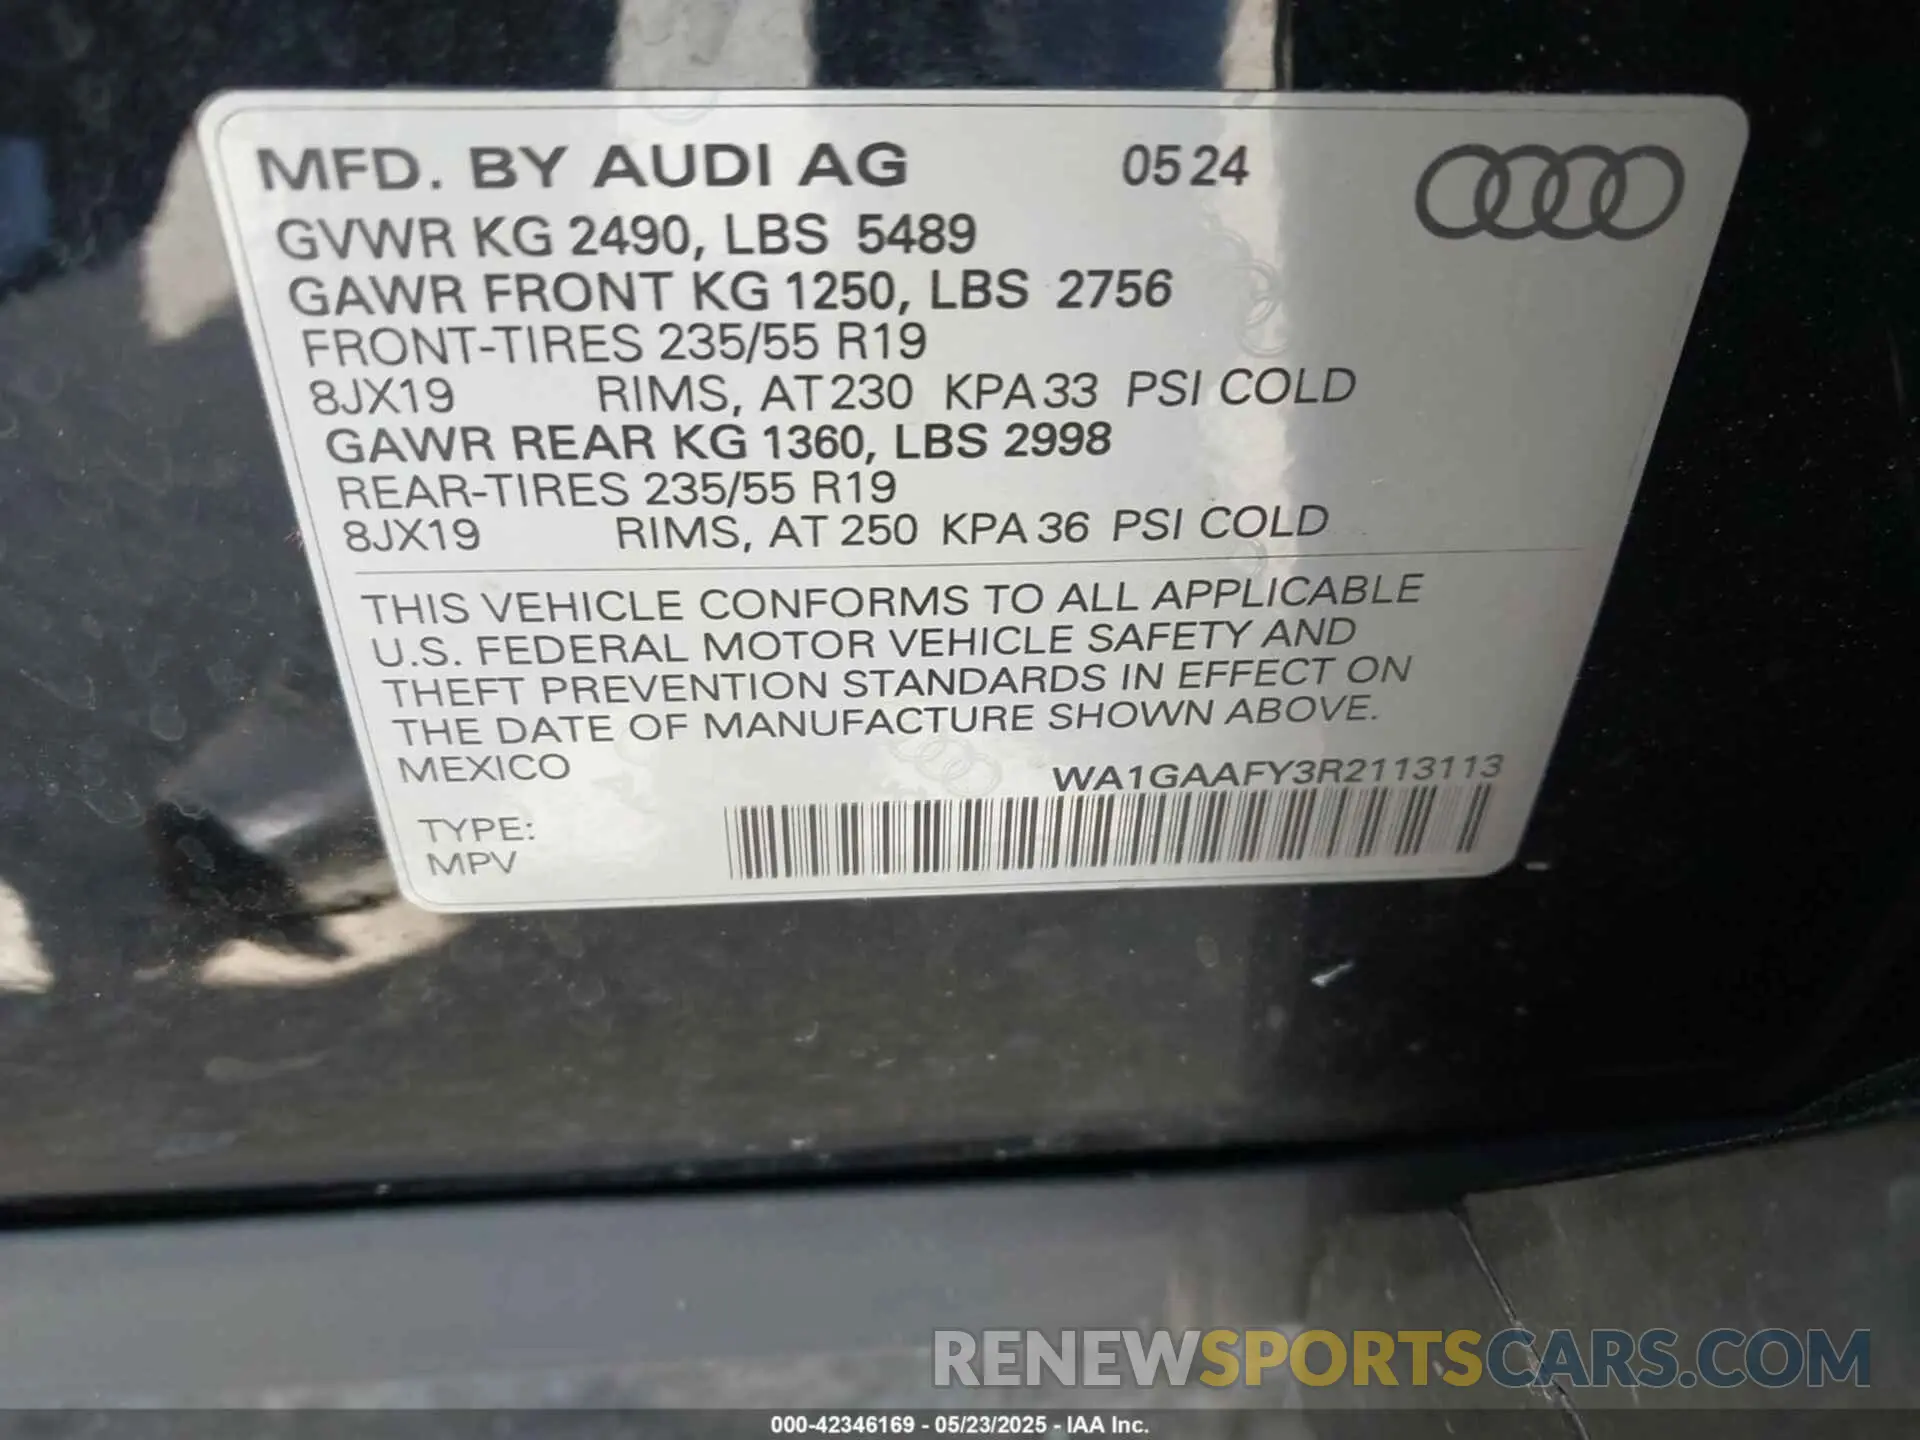 MFD. BY AUDI AG 05 24
GVWR KG 2490, LBS 5489
GAWR FRONT KG 1250, LBS 2756
FRONT-TIRES 235/55 R19
8JX19 RIMS, AT 230 KPA 33 PSI COLD
GAWR REAR KG 1360, LBS 2998
REAR-TIRES 235/55 R19
8JX19 RIMS, AT 250 KPA 36 PSI COLD
THIS VEHICLE CONFORMS TO ALL APPLICABLE
U.S. FEDERAL MOTOR VEHICLE SAFETY AND
THEFT PREVENTION STANDARDS IN EFFECT ON
THE DATE OF MANUFACTURE SHOWN ABOVE.
MEXICO WA1GAAFY3R2113113
TYPE:
MPV
RENEWSPORTSCARS.COM
000-42346169 - 05/23/2025 - IAA Inc.